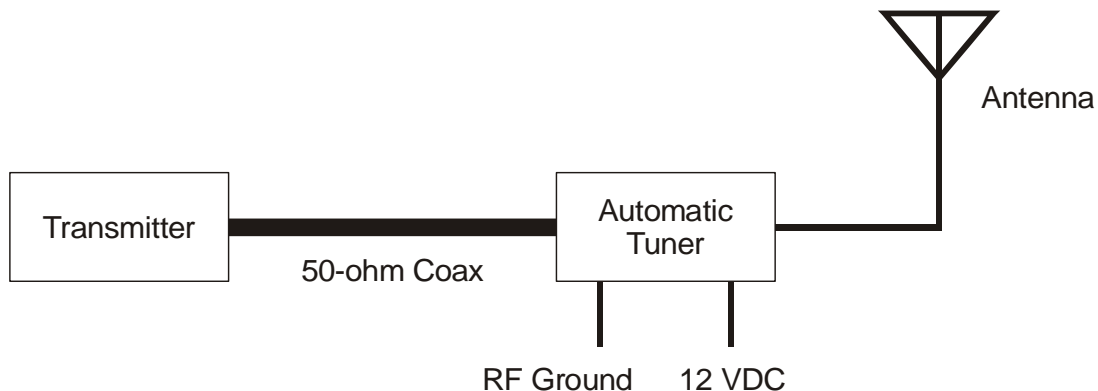 Antenna
Transmitter
Automatic
Tuner
50-ohm Coax
RF Ground
12 VDC